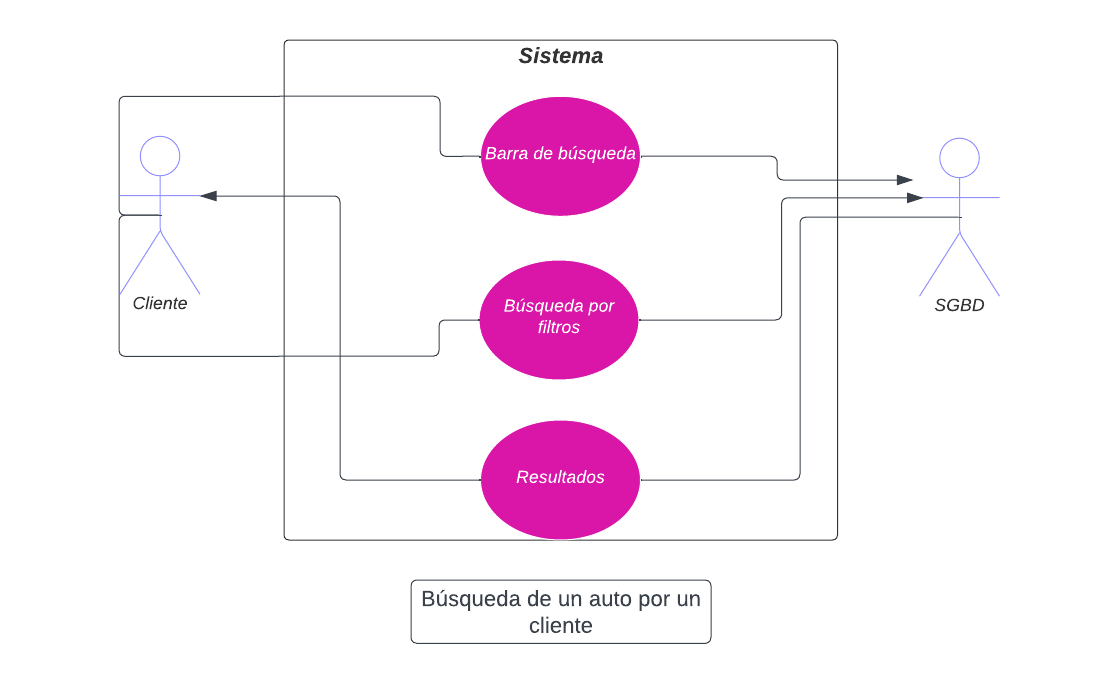 Sistema
Barra de búsqueda
Búsqueda por
filtros
Cliente
SGBD
Resultados
Búsqueda de un auto por un
cliente